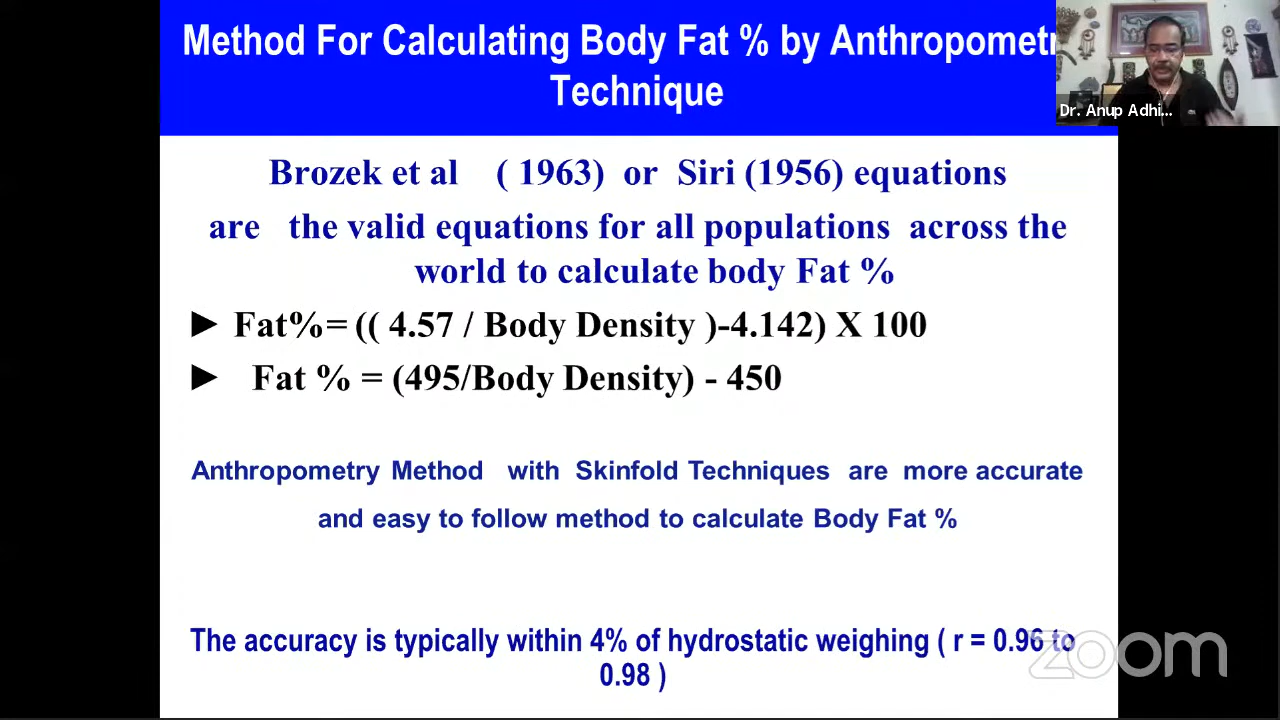 Method For Calculating Body Fat % by Anthropometr
Technique
Dr. Anup Adhi...
Brozek et al ( 1963) or Siri (1956) equations
are the valid equations for all populations across the
world to calculate body Fat %
► Fat%= (( 4.57 / Body Density )-4.142) X 100
► Fat % = (495/Body Density) - 450
Anthropometry Method with Skinfold Techniques are more accurate
and easy to follow method to calculate Body Fat %
The accuracy is typically within 4% of hydrostatic weighing ( r = 0.96 to
0.98 )
zoom